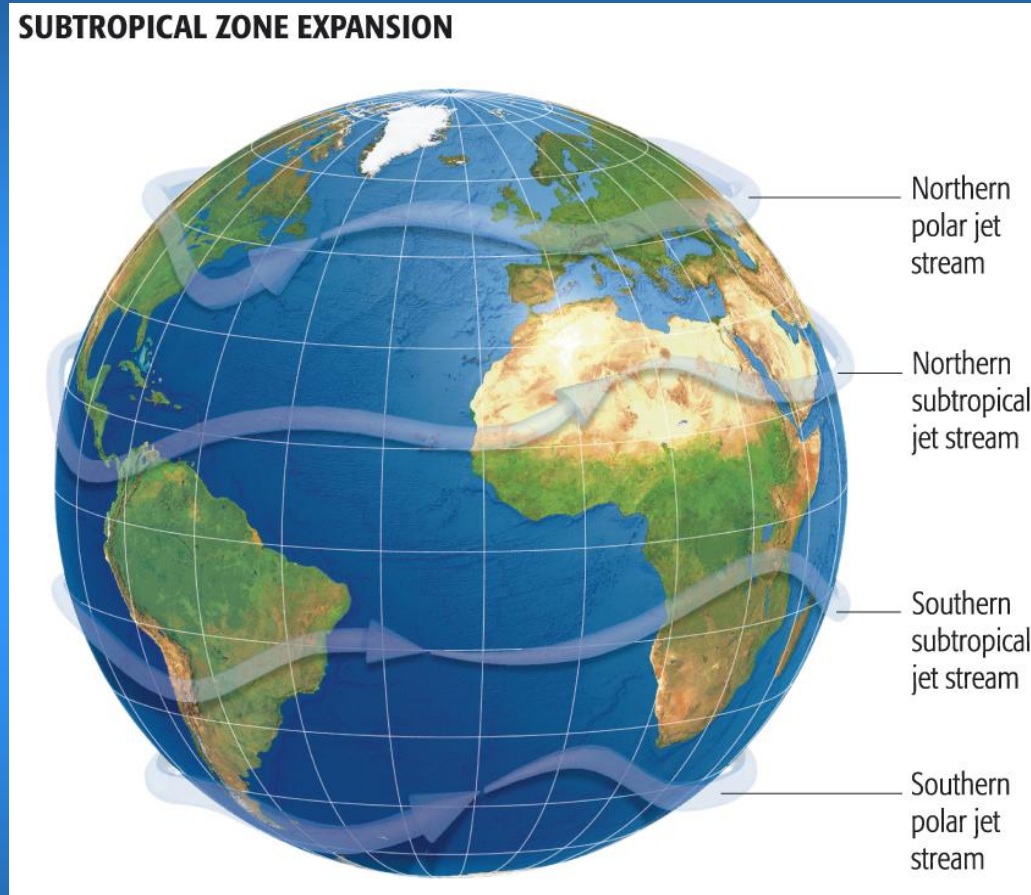 SUBTROPICAL ZONE EXPANSION
Northern
polar jet
stream
Northern
subtropical
jet stream
Southern
subtropical
jet stream
Southern
polar jet
stream